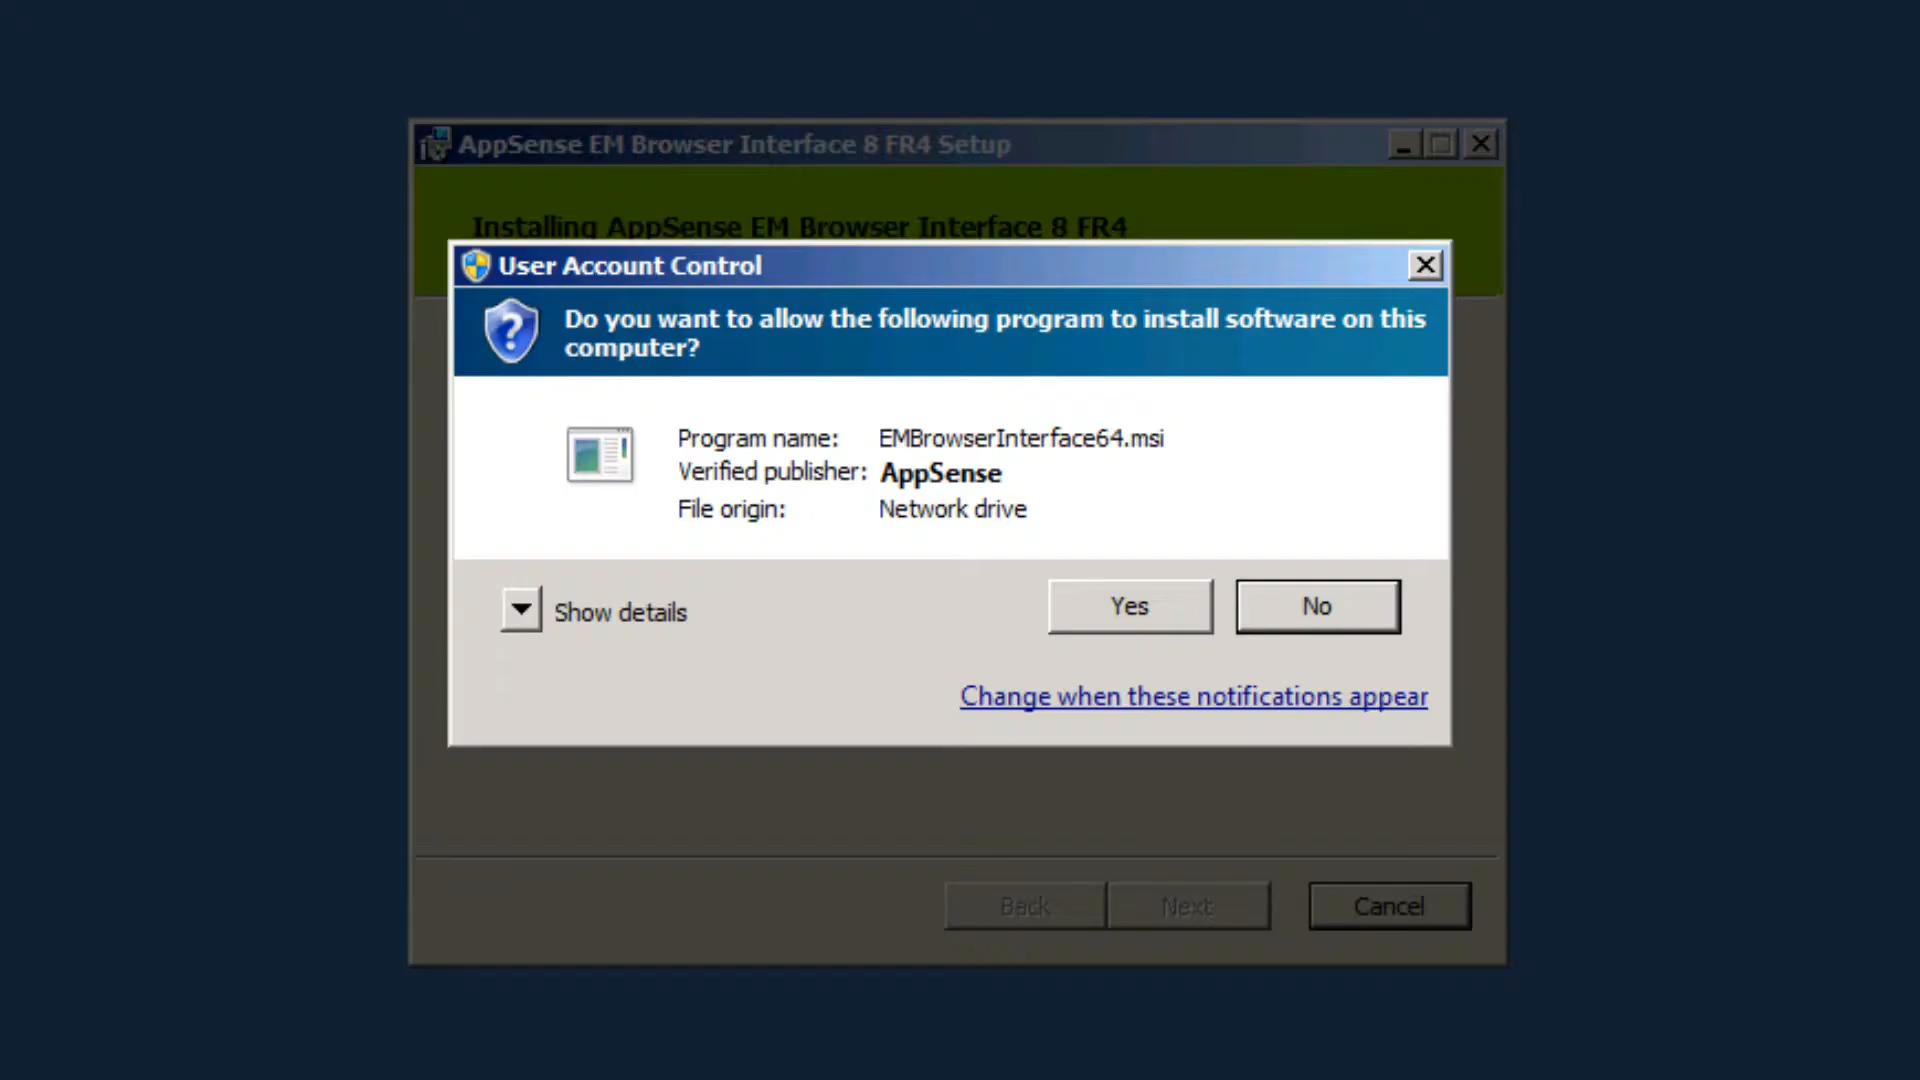 AppSense EM Browser Interface 8 FR4 Setup
Installing AppSense EM Browser Interface 8 FR4
User Account Control
Do you want to allow the following program to install software on this
computer?
Program name: EMBrowserInterface64.msi
Verified publisher: AppSense
File origin: Network drive
Show details
Yes
No
Change when these notifications appear
Back
Next
Cancel